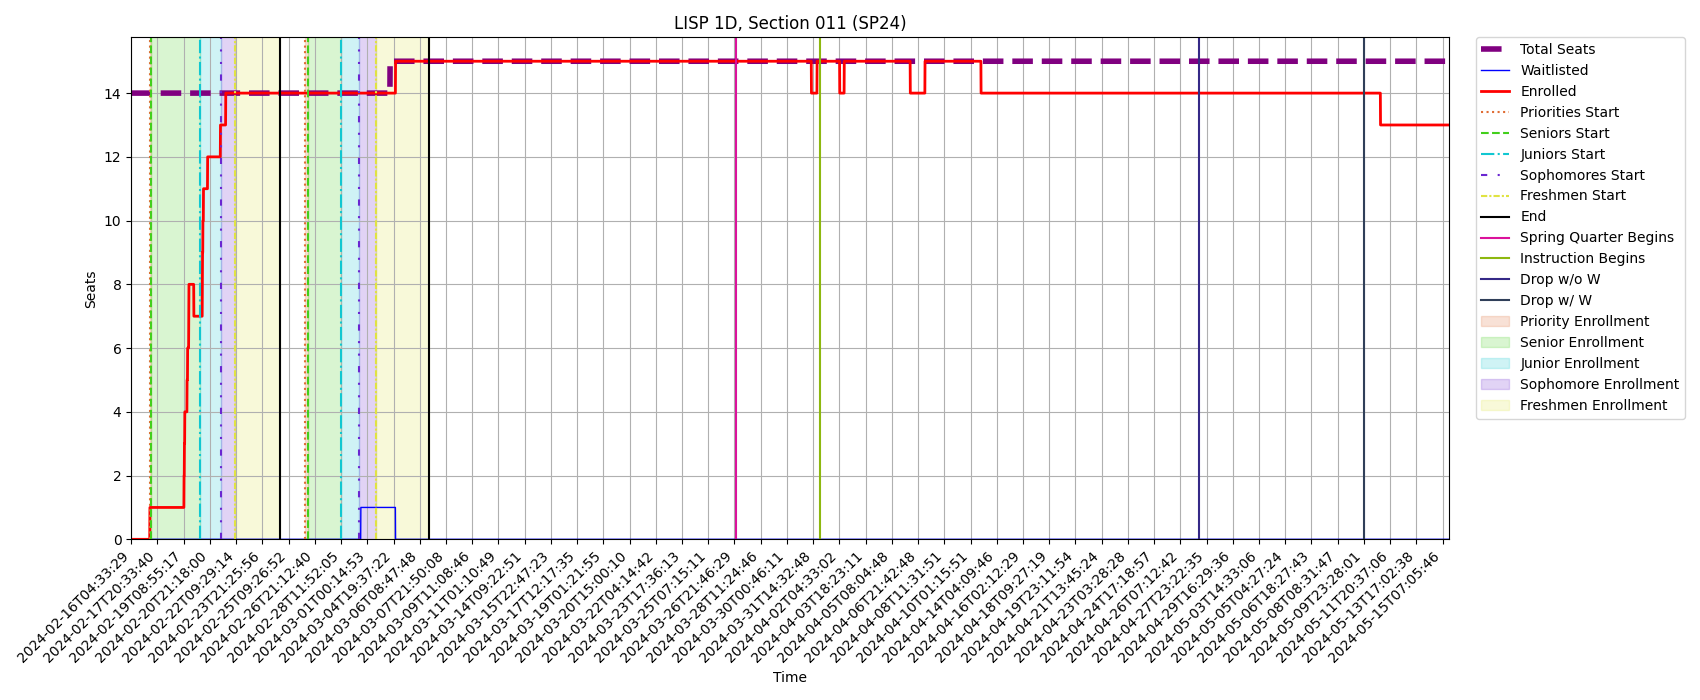 LISP 1D, Section 011 (SP24)
Seats
14
12
10
8
6
4
2
0
2024-02-16T04:33:29
2024-02-17T20:33:40
2024-02-19T08:55:17
2024-02-20T21:18:00
2024-02-22T09:29:14
2024-02-23T21:25:56
2024-02-25T09:26:52
2024-02-26T21:12:40
2024-02-28T11:52:05
2024-03-01T00:14:53
2024-03-04T19:37:22
2024-03-06T08:47:48
2024-03-07T21:50:08
2024-03-09T11:08:46
2024-03-11T01:10:49
2024-03-14T09:22:51
2024-03-15T22:47:23
2024-03-17T12:17:35
2024-03-19T01:21:55
2024-03-20T15:00:10
2024-03-22T04:14:42
2024-03-23T17:36:13
2024-03-25T07:15:11
2024-03-26T21:46:29
2024-03-28T11:24:46
2024-03-30T00:46:11
2024-03-31T14:32:48
2024-04-02T04:33:02
2024-04-03T18:23:11
2024-04-05T08:04:48
2024-04-06T21:42:48
2024-04-08T11:31:51
2024-04-10T01:15:51
2024-04-14T04:09:46
2024-04-16T02:12:29
2024-04-18T09:27:19
2024-04-19T23:11:54
2024-04-21T13:45:24
2024-04-23T03:28:28
2024-04-24T17:18:57
2024-04-26T07:12:42
2024-04-27T23:22:35
2024-04-29T16:29:36
2024-05-03T14:33:06
2024-05-05T04:27:24
2024-05-06T18:27:43
2024-05-08T08:31:47
2024-05-09T23:28:01
2024-05-11T20:37:06
2024-05-13T17:02:38
2024-05-15T07:05:46
Time
Total Seats
Waitlisted
Enrolled
Priorities Start
Seniors Start
Juniors Start
Sophomores Start
Freshmen Start
End
Spring Quarter Begins
Instruction Begins
Drop w/o W
Drop w/ W
Priority Enrollment
Senior Enrollment
Junior Enrollment
Sophomore Enrollment
Freshmen Enrollment